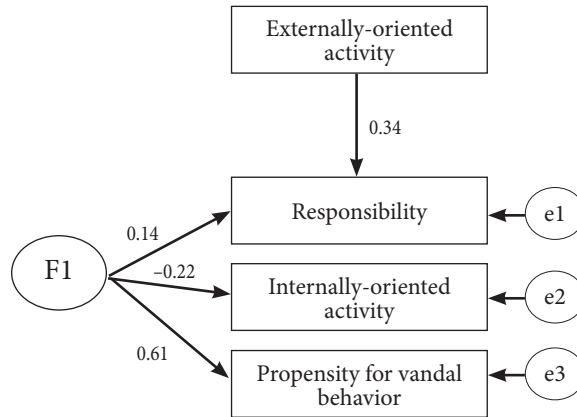 Externally-oriented
activity
0.34
Responsibility
e1
0.14
F1
–0.22
Internally-oriented
activity
e2
0.61
Propensity for vandal
behavior
e3